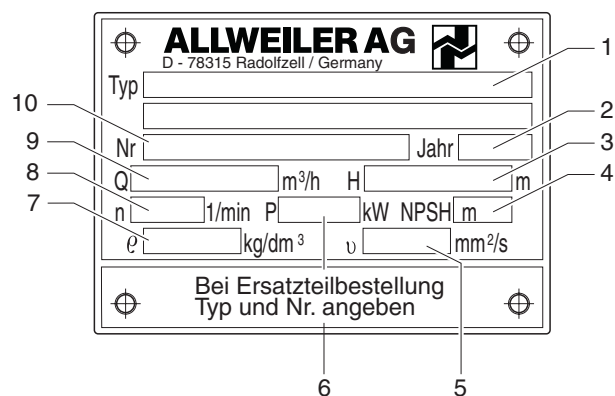 ALLWEILER AG
D - 78315 Radolfzell / Germany
Typ 1
10 2
Nr Jahr
9 3
Q m³/h H m
8 4
n 1/min P kW NPSH m
7
ϱ kg/dm³ υ mm²/s
Bei Ersatzteilbestellung
Typ und Nr. angeben
6 5